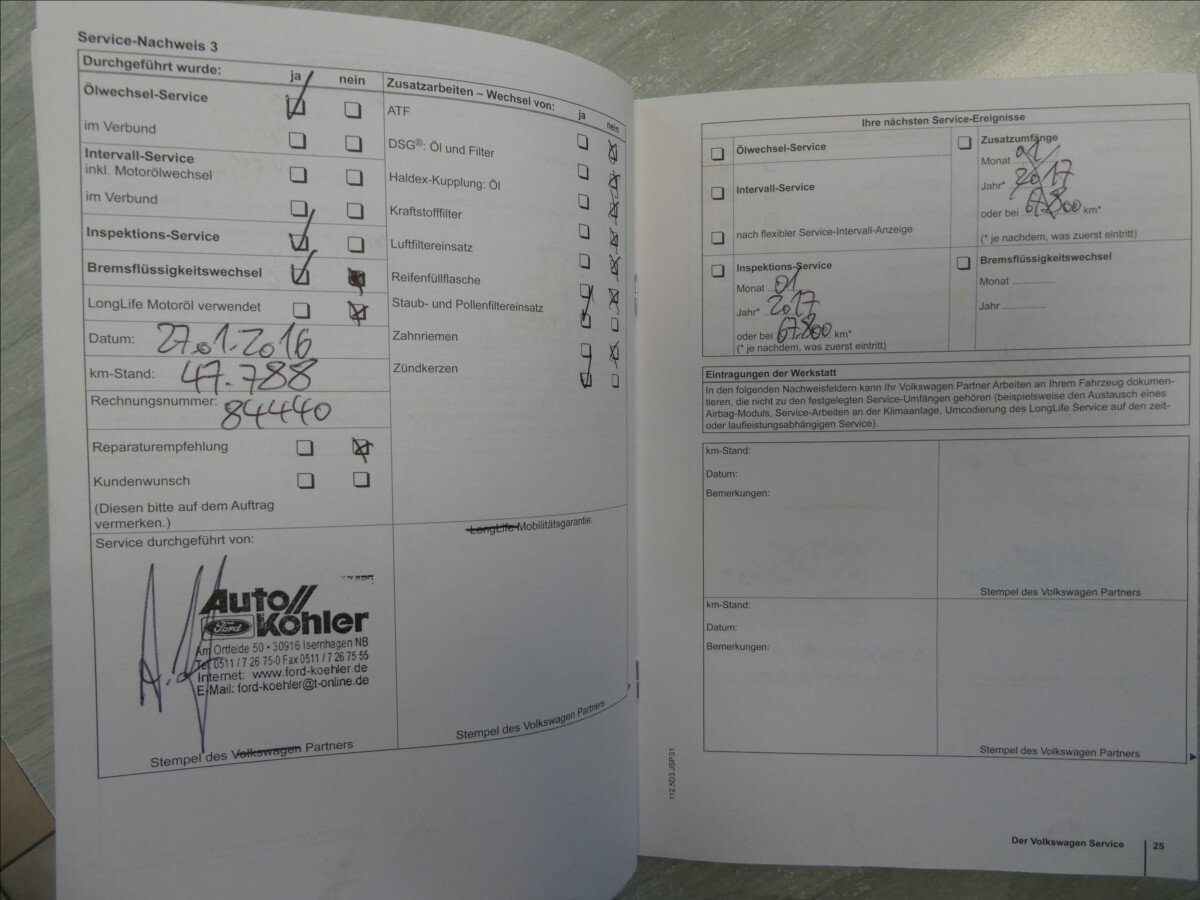 Service-Nachweis 3
Durchgeführt wurde: ja nein
Ölwechsel-Service
im Verbund
Intervall-Service
inkl. Motorölwechsel
im Verbund
Inspektions-Service
Bremsflüssigkeitswechsel
LongLife Motoröl verwendet
Datum: 27.01.2016
km-Stand: 47.788
Rechnungsnummer: 84440
Reparaturempfehlung
Kundenwunsch
(Diesen bitte auf dem Auftrag
vermerken.)
Service durchgeführt von:
Auto
Ford Köhler
Am Ortfelde 50 • 30916 Isernhagen NB
Tel 0511 / 7 26 75-0 Fax 0511 / 7 26 75 55
Internet: www.ford-koehler.de
E-Mail: ford-koehler@t-online.de
Stempel des Volkswagen Partners
Zusatzarbeiten – Wechsel von: ja nein
ATF
DSG®: Öl und Filter
Haldex-Kupplung: Öl
Kraftstofffilter
Luftfiltereinsatz
Reifenfüllflasche
Staub- und Pollenfiltereinsatz
Zahnriemen
Zündkerzen
LongLife-Mobilitätsgarantie:
Stempel des Volkswagen Partners
Ihre nächsten Service-Ereignisse
Ölwechsel-Service
Intervall-Service
nach flexibler Service-Intervall-Anzeige
Inspektions-Service
Monat 01
Jahr* 2017
oder bei 67800 km*
(* je nachdem, was zuerst eintritt)
Zusatzumfänge
Monat 01
Jahr* 2017
oder bei 67800 km*
(* je nachdem, was zuerst eintritt)
Bremsflüssigkeitswechsel
Monat ..............
Jahr ..............
Eintragungen der Werkstatt
In den folgenden Nachweisfeldern kann Ihr Volkswagen Partner Arbeiten an Ihrem Fahrzeug dokumen-
tieren, die nicht zu den festgelegten Service-Umfängen gehören (beispielsweise den Austausch eines
Airbag-Moduls, Service-Arbeiten an der Klimaanlage, Umcodierung des LongLife Service auf den zeit-
oder laufleistungsabhängigen Service).
km-Stand:
Datum:
Bemerkungen:
Stempel des Volkswagen Partners
km-Stand:
Datum:
Bemerkungen:
Stempel des Volkswagen Partners
112.5D3.JSP.01
Der Volkswagen Service 25